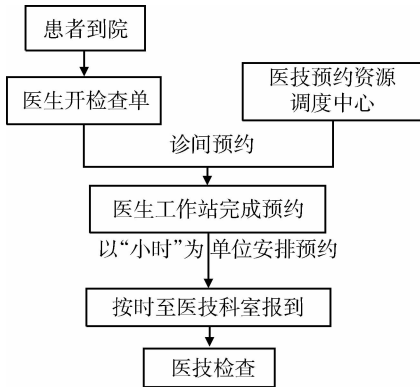 患者到院
医生开检查单
医技预约资源
调度中心
诊间预约
医生工作站完成预约
以“小时”为 单位安排预约
按时至医技科室报到
医技检查